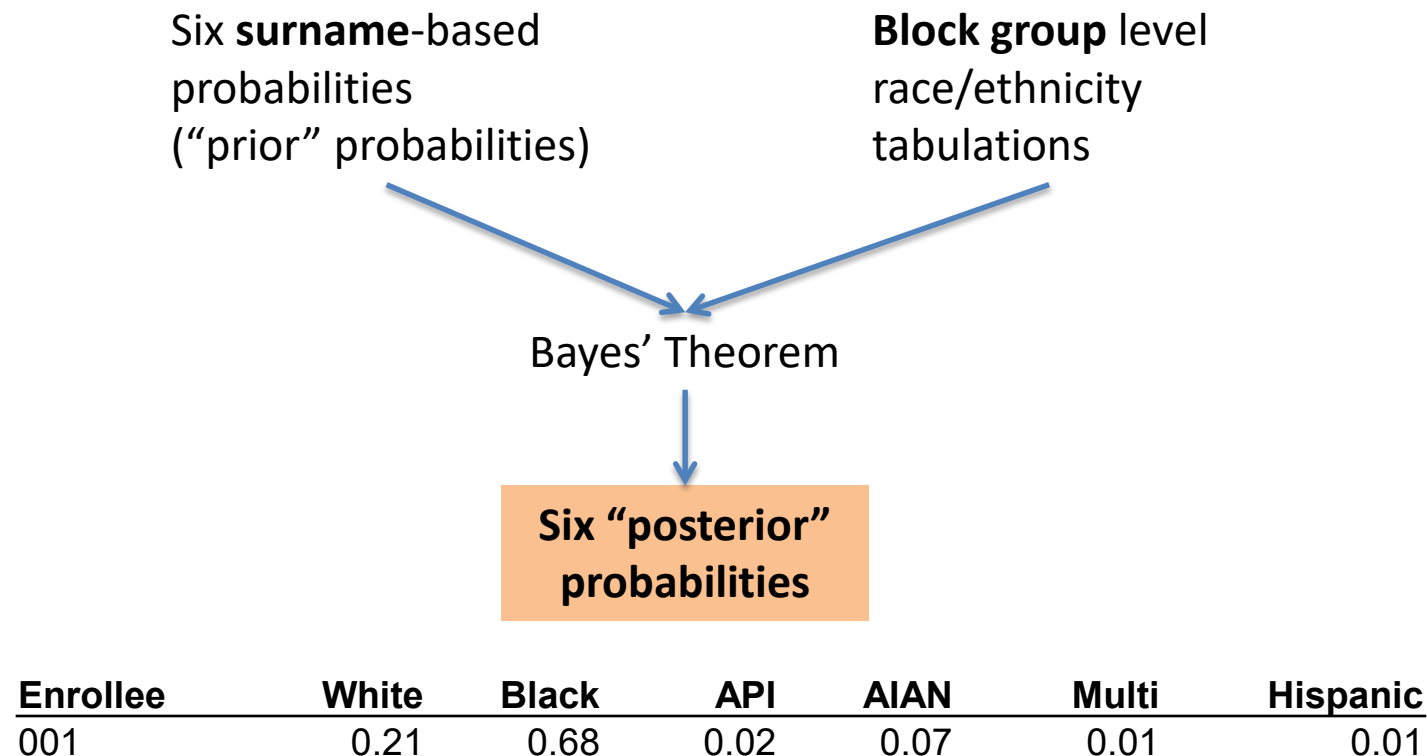 Six surname-based
probabilities
(“prior” probabilities)
Block group level
race/ethnicity
tabulations
Bayes’ Theorem
Six “posterior”
probabilities
Enrollee White Black API AIAN Multi Hispanic
001 0.21 0.68 0.02 0.07 0.01 0.01